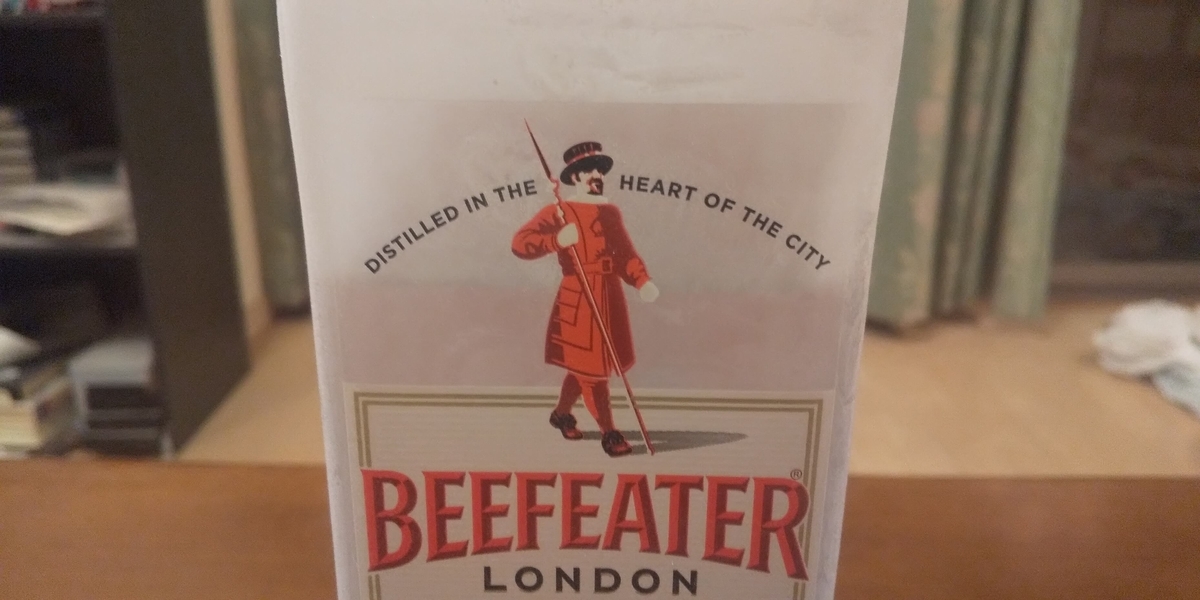 DISTILLED IN THE HEART OF THE CITY
BEEFEATER®
LONDON